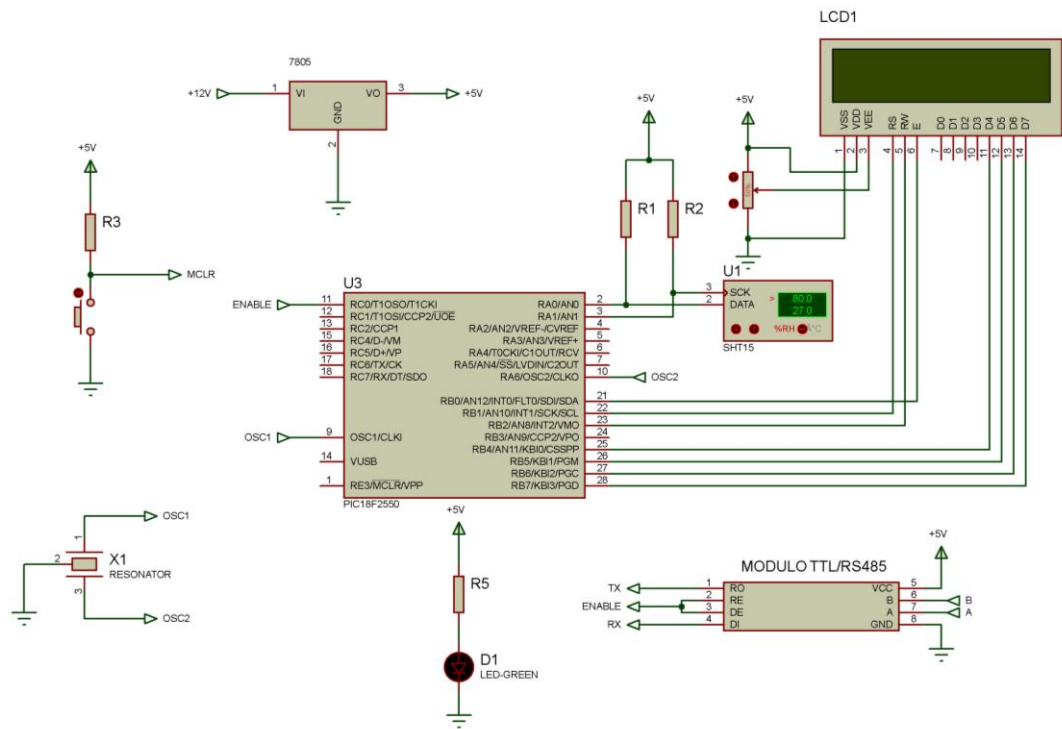 LCD1
7805
+12V
1
VI
VO
3
+5V
GND
2
+5V
R3
MCLR
+5V
R1
R2
+5V
50%
VSS
VDD
VEE
RS
RW
E
D0
D1
D2
D3
D4
D5
D6
D7
1
2
3
4
5
6
7
8
9
10
11
12
13
14
U1
3 SCK
2 DATA
>
80.0
27.0
%RH °C
SHT15
U3
ENABLE
11 RC0/T1OSO/T1CKI
12 RC1/T1OSI/CCP2/UOE
13 RC2/CCP1
15 RC4/D-/VM
16 RC5/D+/VP
17 RC6/TX/CK
18 RC7/RX/DT/SDO
OSC1
9 OSC1/CLKI
14 VUSB
1 RE3/MCLR/VPP
RA0/AN0 2
RA1/AN1 3
RA2/AN2/VREF-/CVREF 4
RA3/AN3/VREF+ 5
RA4/T0CKI/C1OUT/RCV 6
RA5/AN4/SS/LVDIN/C2OUT 7
RA6/OSC2/CLKO 10
OSC2
RB0/AN12/INT0/FLT0/SDI/SDA 21
RB1/AN10/INT1/SCK/SCL 22
RB2/AN8/INT2/VMO 23
RB3/AN9/CCP2/VPO 24
RB4/AN11/KBI0/CSSPP 25
RB5/KBI1/PGM 26
RB6/KBI2/PGC 27
RB7/KBI3/PGD 28
PIC18F2550
OSC1
1
2
X1
RESONATOR
3
OSC2
+5V
R5
D1
LED-GREEN
MODULO TTL/RS485
+5V
TX
ENABLE
RX
1 RO
2 RE
3 DE
4 DI
VCC 5
B 6
A 7
GND 8
B
A